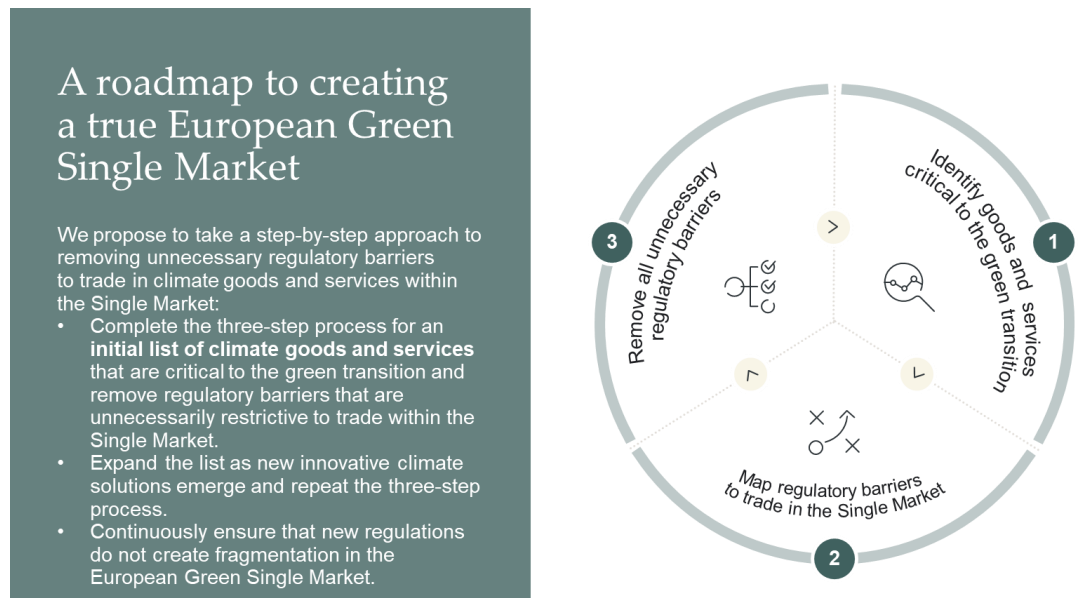 A roadmap to creating
a true European Green
Single Market
We propose to take a step-by-step approach to
removing unnecessary regulatory barriers
to trade in climate goods and services within
the Single Market:
• Complete the three-step process for an
initial list of climate goods and services
that are critical to the green transition and
remove regulatory barriers that are
unnecessarily restrictive to trade within the
Single Market.
• Expand the list as new innovative climate
solutions emerge and repeat the three-step
process.
• Continuously ensure that new regulations
do not create fragmentation in the
European Green Single Market.
1
Identify goods and services
critical to the green transition
2
Map regulatory barriers
to trade in the Single Market
3
Remove all unnecessary
regulatory barriers